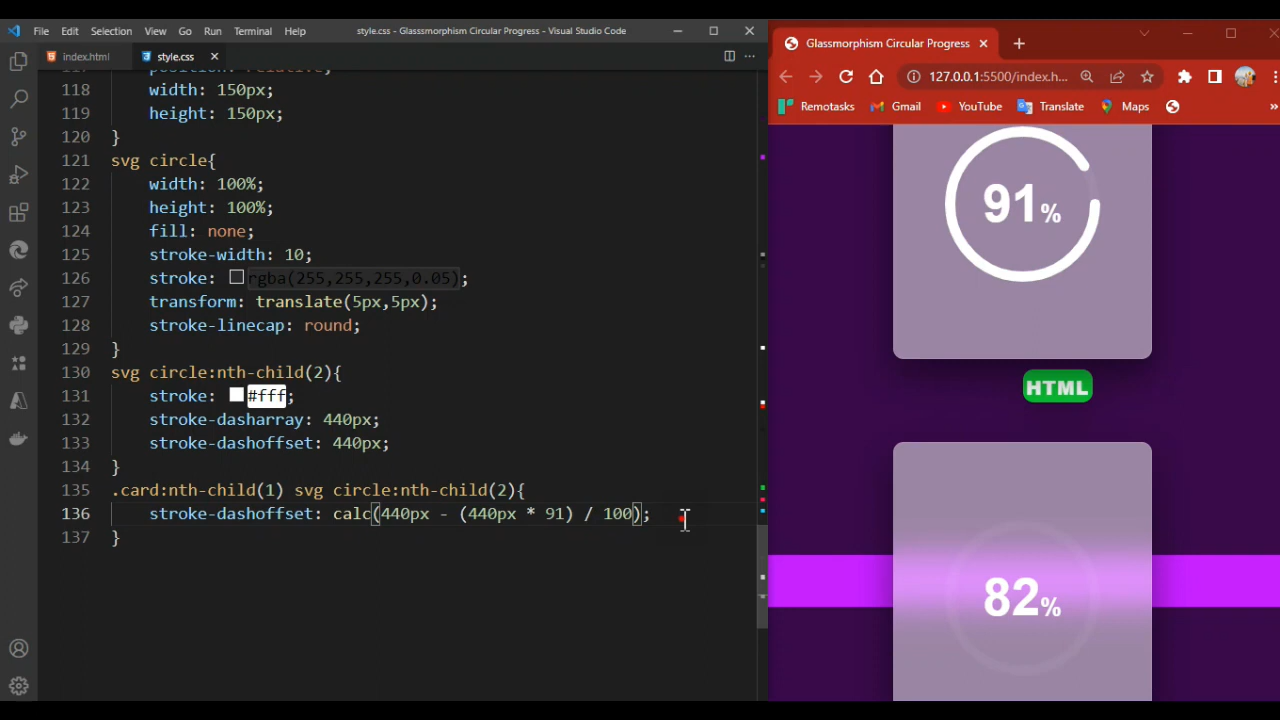 File Edit Selection View Go Run Terminal Help
style.css - Glasssmorphism Circular Progress - Visual Studio Code
index.html
style.css
118 width: 150px;
119 height: 150px;
120 }
121 svg circle{
122 width: 100%;
123 height: 100%;
124 fill: none;
125 stroke-width: 10;
126 stroke: rgba(255,255,255,0.05);
127 transform: translate(5px,5px);
128 stroke-linecap: round;
129 }
130 svg circle:nth-child(2){
131 stroke: #fff;
132 stroke-dasharray: 440px;
133 stroke-dashoffset: 440px;
134 }
135 .card:nth-child(1) svg circle:nth-child(2){
136 stroke-dashoffset: calc(440px - (440px * 91) / 100);
137 }
Glassmorphism Circular Progress
127.0.0.1:5500/index.h...
Remotasks Gmail YouTube Translate Maps »
91%
HTML
82%